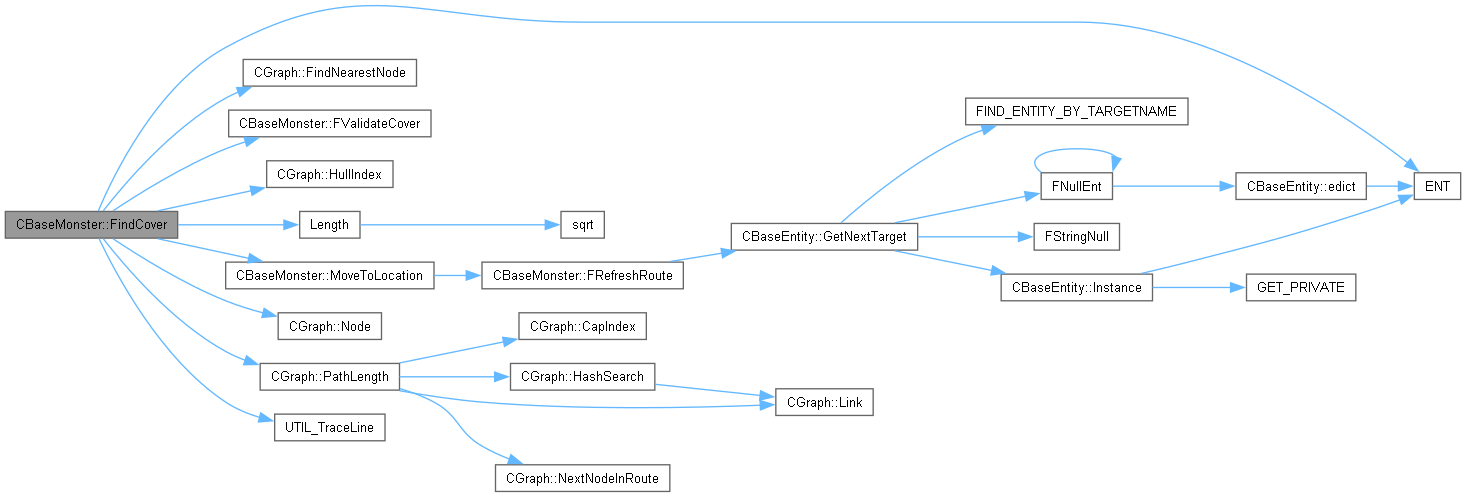 CGraph::FindNearestNode
FIND_ENTITY_BY_TARGETNAME
CBaseMonster::FValidateCover
CGraph::HullIndex
FNullEnt
CBaseEntity::edict
ENT
CBaseMonster::FindCover
Length
sqrt
CBaseEntity::GetNextTarget
FStringNull
CBaseMonster::MoveToLocation
CBaseMonster::FRefreshRoute
CBaseEntity::Instance
GET_PRIVATE
CGraph::Node
CGraph::CapIndex
CGraph::PathLength
CGraph::HashSearch
CGraph::Link
UTIL_TraceLine
CGraph::NextNodeInRoute